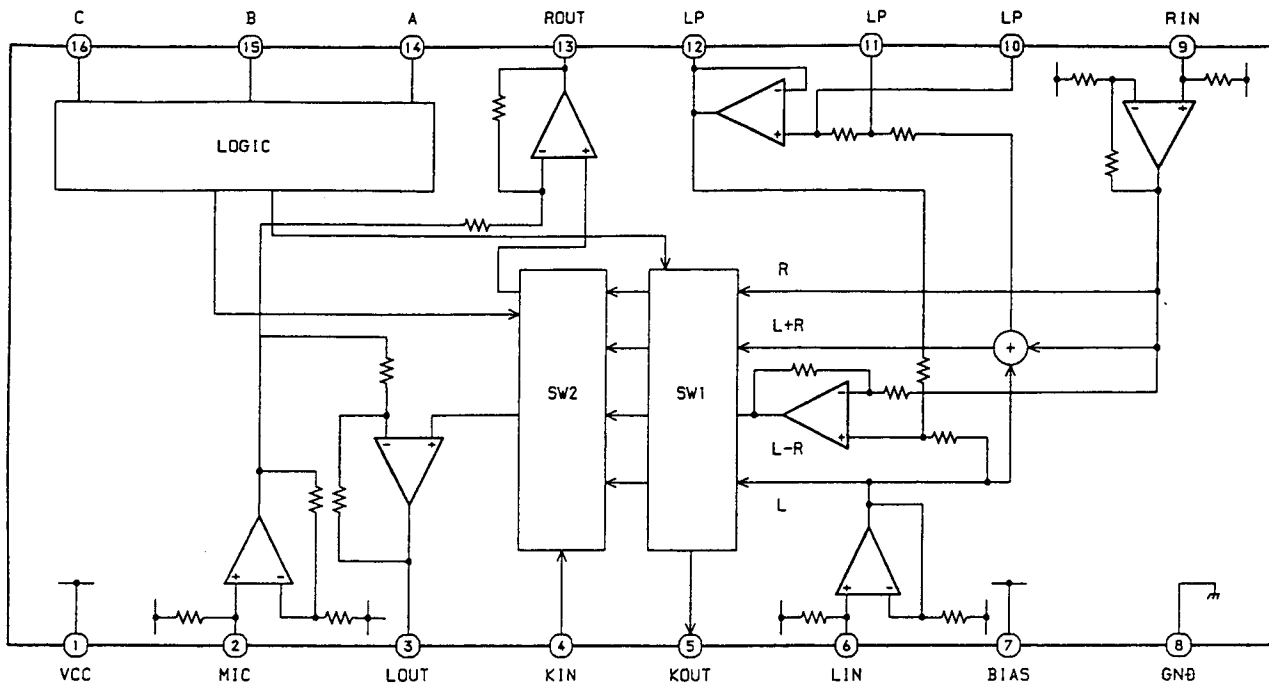 C B A ROUT LP LP LP RIN
16 15 14 13 12 11 10 9
LOGIC
- +
- +
- +
R
L+R
+
SW2 SW1
- +
- +
L-R
L
+ -
+ -
1 2 3 4 5 6 7 8
VCC MIC LOUT KIN KOUT LIN BIAS GND